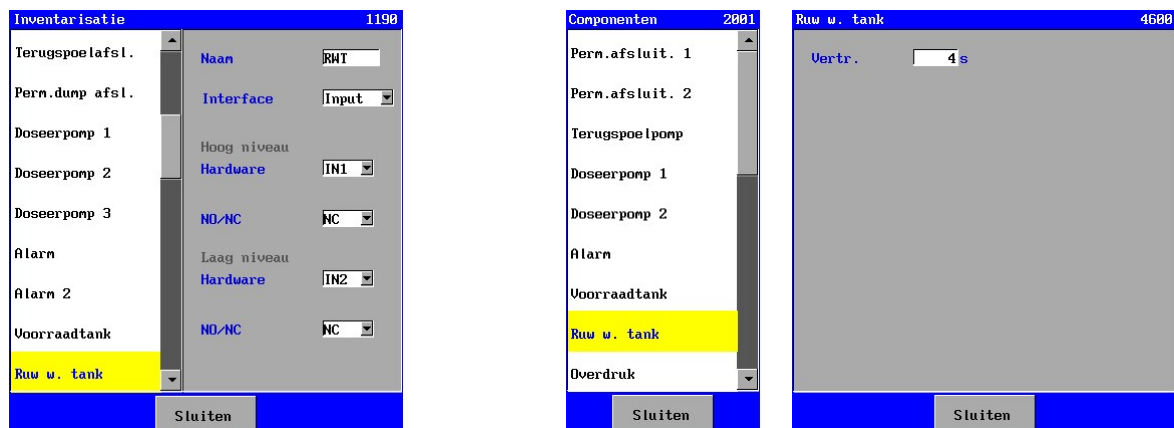 Inventarisatie 1190
Terugspoelafsl.
Perm.dump afsl.
Doseerpomp 1
Doseerpomp 2
Doseerpomp 3
Alarm
Alarm 2
Voorraadtank
Ruw w. tank
Naam RWT
Interface Input
Hoog niveau
Hardware IN1
NO/NC NC
Laag niveau
Hardware IN2
NO/NC NC
Sluiten
Componenten 2001
Perm.afsluit. 1
Perm.afsluit. 2
Terugspoelpomp
Doseerpomp 1
Doseerpomp 2
Alarm
Voorraadtank
Ruw w. tank
Overdruk
Sluiten
Ruw w. tank 4600
Vertr. 4 s
Sluiten